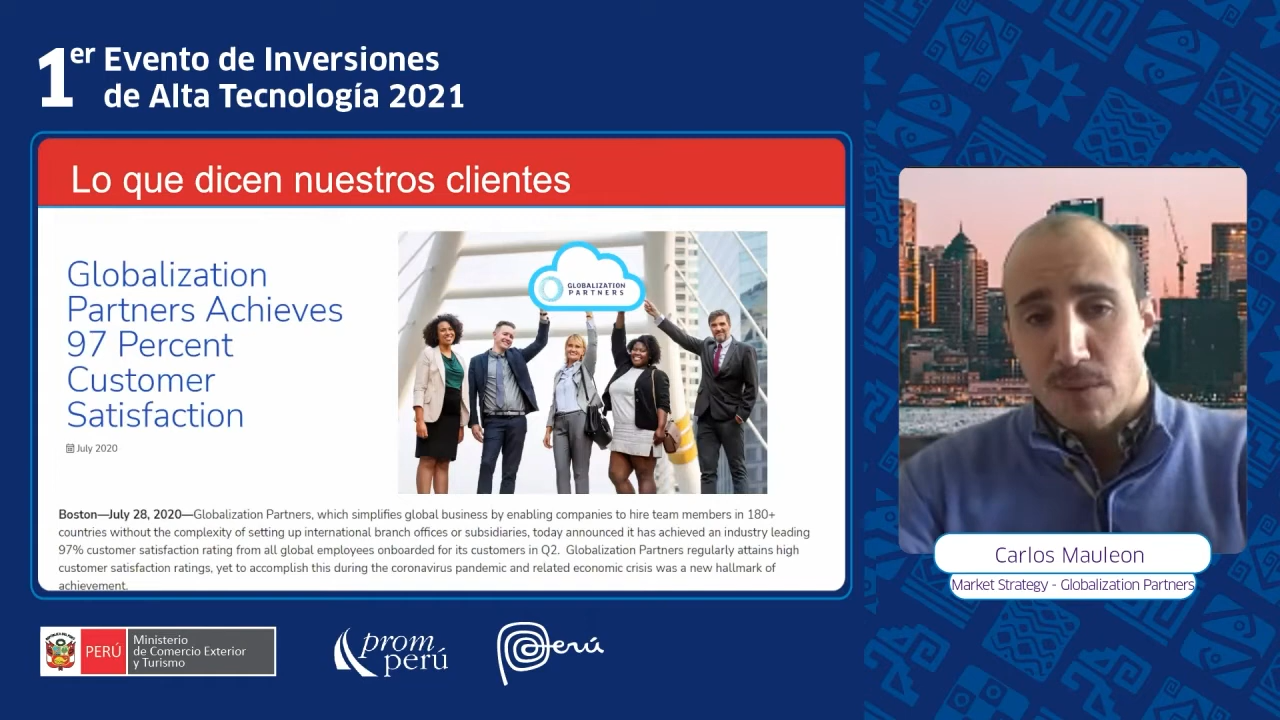 1er Evento de Inversiones
de Alta Tecnología 2021
Lo que dicen nuestros clientes
Globalization
Partners Achieves
97 Percent
Customer
Satisfaction
July 2020
GLOBALIZATION
PARTNERS
Boston—July 28, 2020—Globalization Partners, which simplifies global business by enabling companies to hire team members in 180+
countries without the complexity of setting up international branch offices or subsidiaries, today announced it has achieved an industry leading
97% customer satisfaction rating from all global employees onboarded for its customers in Q2. Globalization Partners regularly attains high
customer satisfaction ratings, yet to accomplish this during the coronavirus pandemic and related economic crisis was a new hallmark of
achievement.
Carlos Mauleon
Market Strategy - Globalization Partners
PERÚ
Ministerio
de Comercio Exterior
y Turismo
prom
perú
Perú